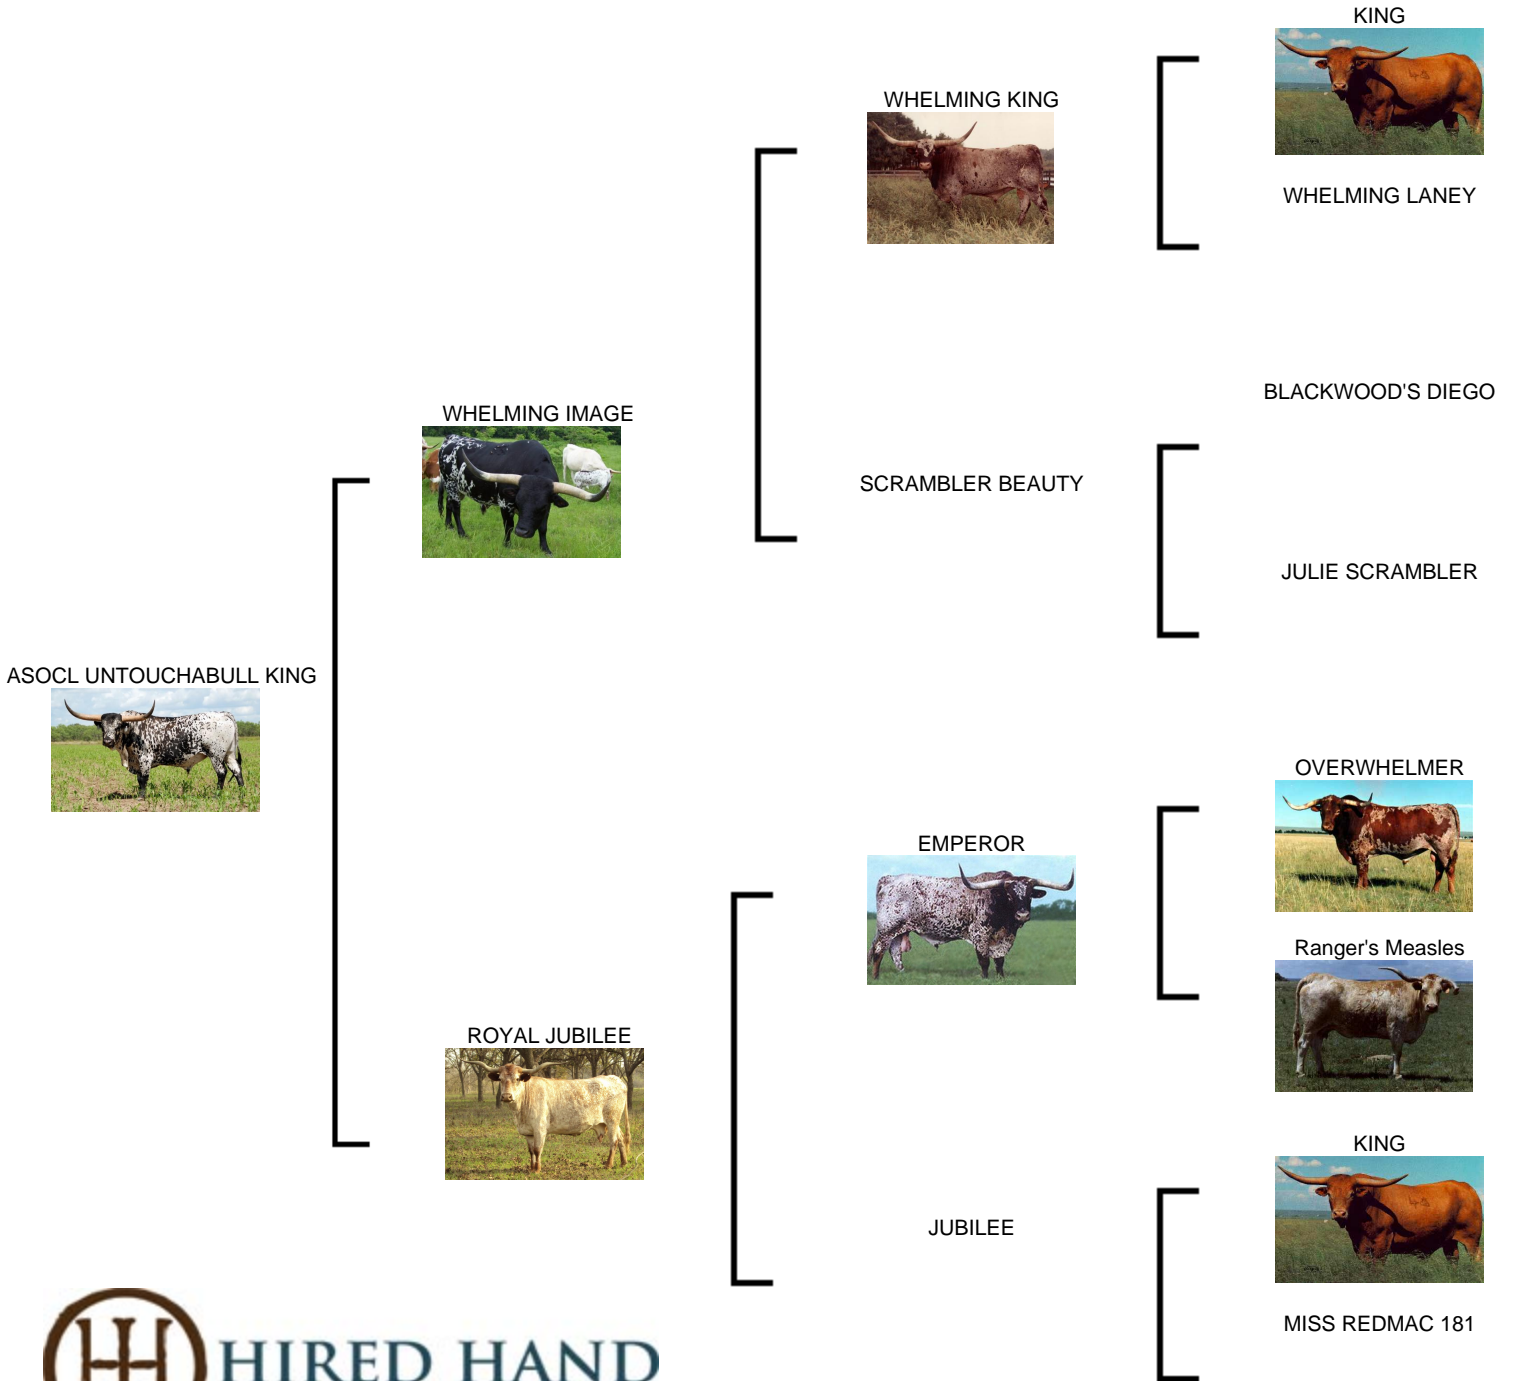 KING
WHELMING KING
WHELMING LANEY
BLACKWOOD'S DIEGO
WHELMING IMAGE
SCRAMBLER BEAUTY
JULIE SCRAMBLER
ASOCL UNTOUCHABULL KING
OVERWHELMER
EMPEROR
Ranger's Measles
ROYAL JUBILEE
KING
JUBILEE
MISS REDMAC 181
HIRED HAND